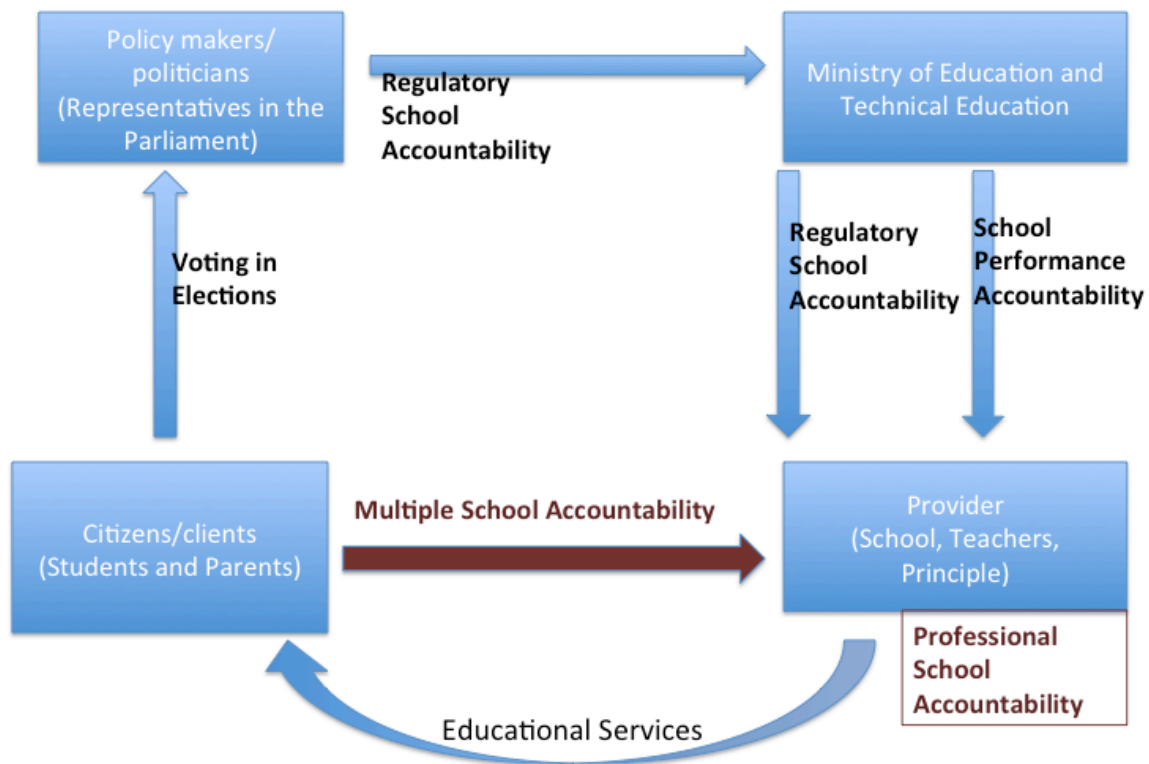 Policy makers/
politicians
(Representatives in the
Parliament)
Regulatory
School
Accountability
Ministry of Education and
Technical Education
Voting in
Elections
Regulatory
School
Accountability
School
Performance
Accountability
Citizens/clients
(Students and Parents)
Multiple School Accountability
Provider
(School, Teachers,
Principle)
Professional
School
Accountability
Educational Services